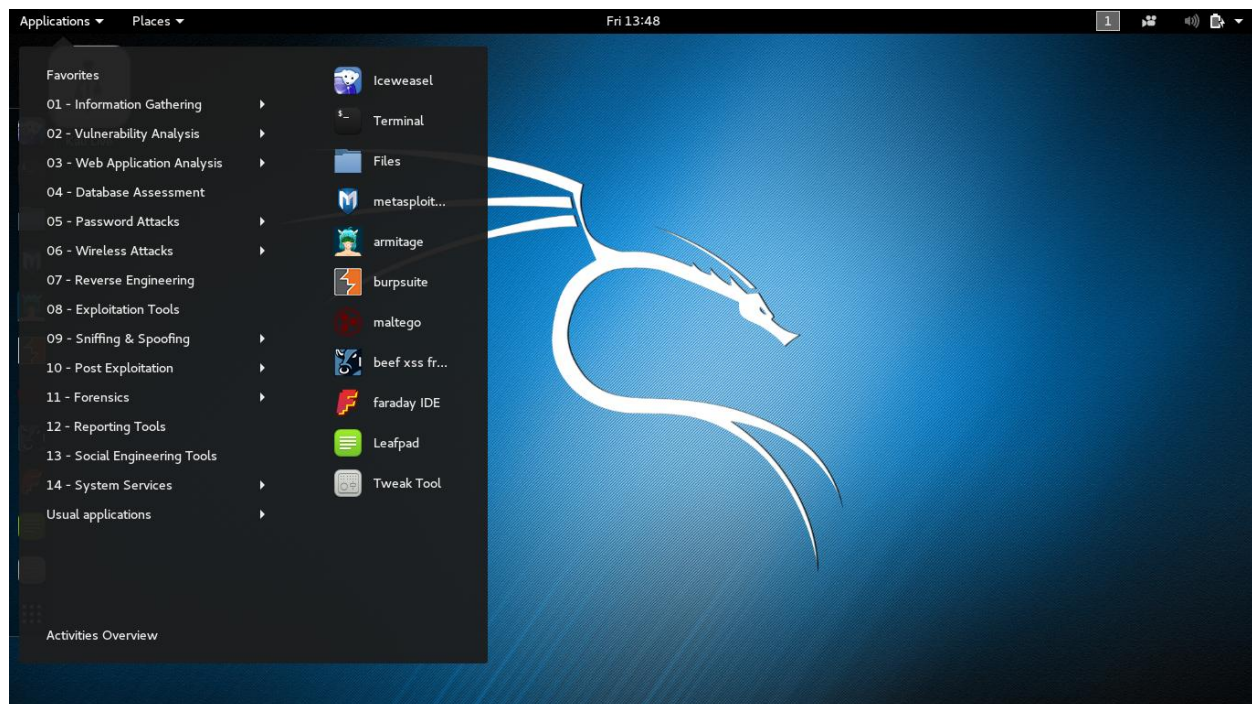 Applications Places Fri 13:48 1
Favorites
01 - Information Gathering
02 - Vulnerability Analysis
03 - Web Application Analysis
04 - Database Assessment
05 - Password Attacks
06 - Wireless Attacks
07 - Reverse Engineering
08 - Exploitation Tools
09 - Sniffing & Spoofing
10 - Post Exploitation
11 - Forensics
12 - Reporting Tools
13 - Social Engineering Tools
14 - System Services
Usual applications
Activities Overview
Iceweasel
Terminal
Files
metasploit...
armitage
burpsuite
maltego
beef xss fr...
faraday IDE
Leafpad
Tweak Tool